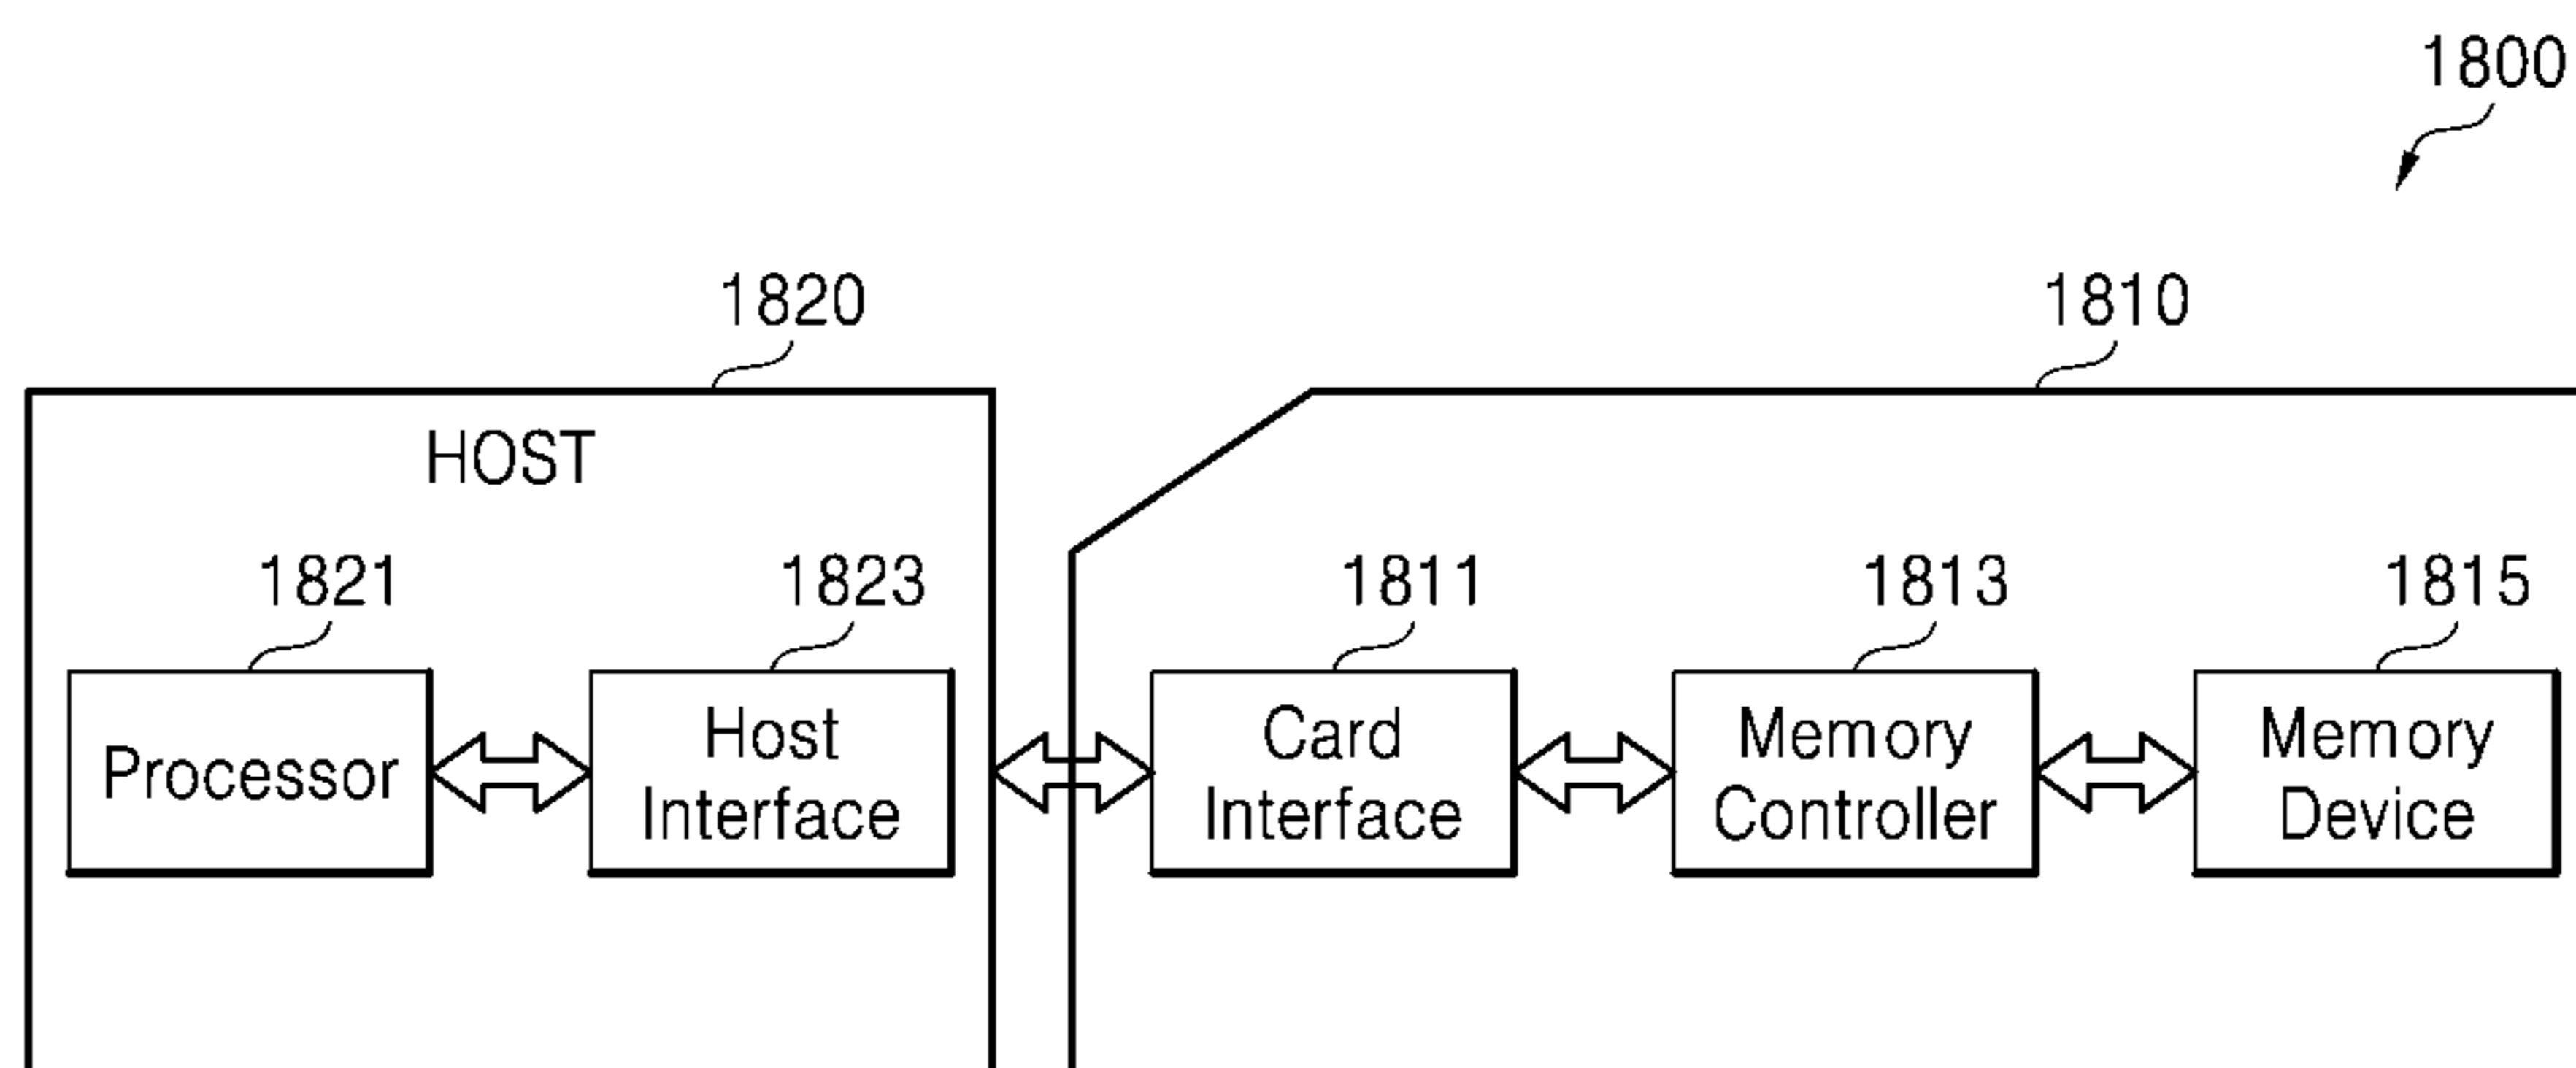 1800
1820
1810
HOST
1821
1823
1811
1813
1815
Processor
Host
Interface
Card
Interface
Memory
Controller
Memory
Device